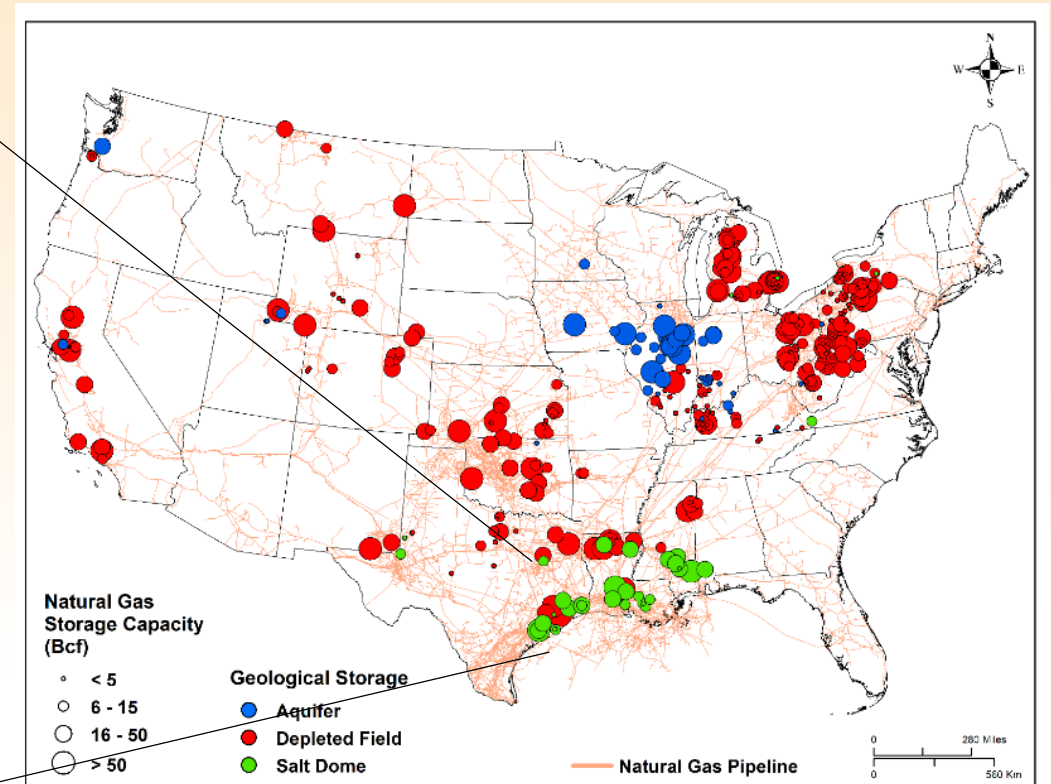 N
W E
S
Natural Gas
Storage Capacity
(Bcf)
< 5
6 - 15
16 - 50
> 50
Geological Storage
Aquifer
Depleted Field
Salt Dome
Natural Gas Pipeline
0 280 Miles
0 560 Km